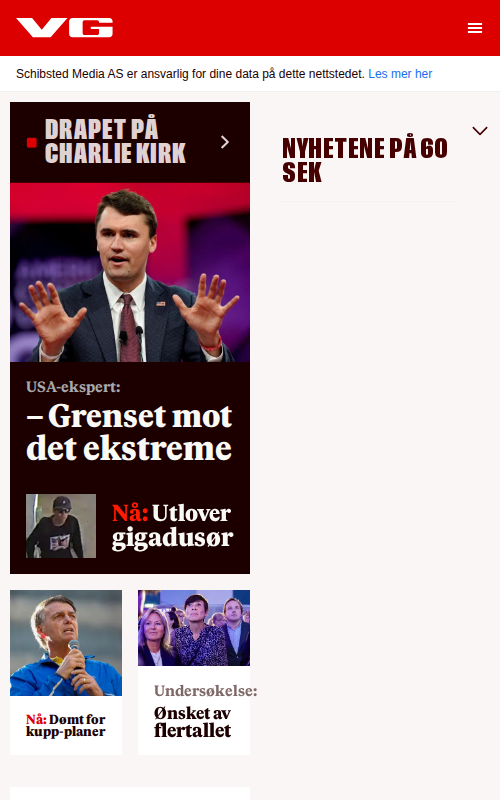 VG
Schibsted Media AS er ansvarlig for dine data på dette nettstedet. Les mer her
DRAPET PÅ
CHARLIE KIRK
USA-ekspert:
– Grenset mot
det ekstreme
Nå: Utlover
gigadusør
Nå: Dømt for
kupp-planer
Undersøkelse:
Ønsket av
flertallet
NYHETENE PÅ 60
SEK